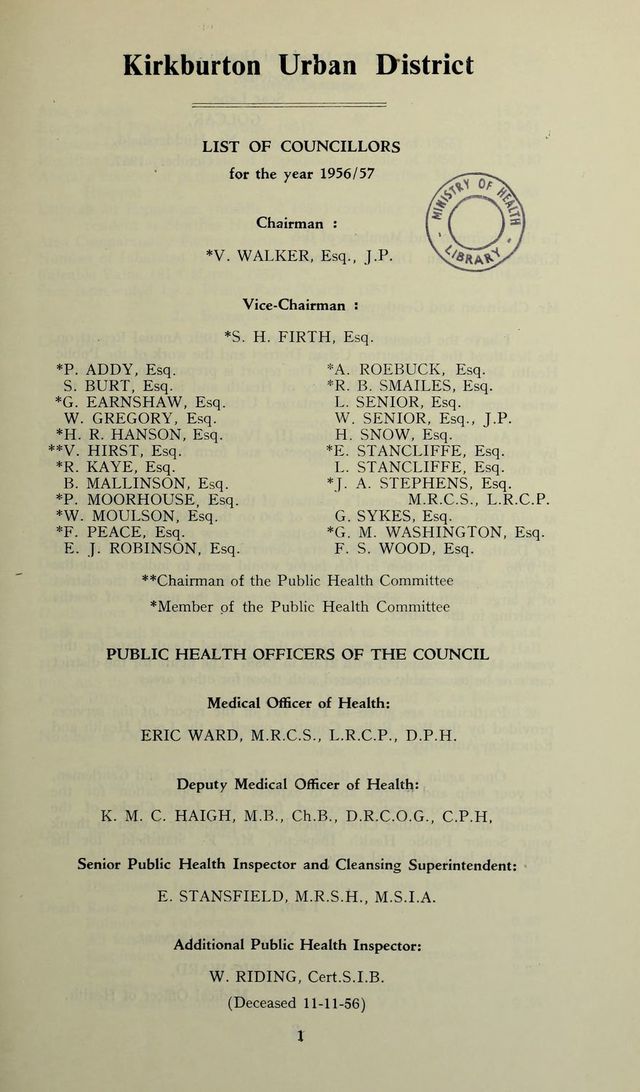 Kirkburton Urban District
LIST OF COUNCILLORS
for the year 1956/57
MINISTRY OF HEALTH
LIBRARY
Chairman :
*V. WALKER, Esq., J.P.
Vice-Chairman :
*S. H. FIRTH, Esq.
*P. ADDY, Esq.
S. BURT, Esq.
*G. EARNSHAW, Esq.
W. GREGORY, Esq.
*H. R. HANSON, Esq.
**V. HIRST, Esq.
*R. KAYE, Esq.
B. MALLINSON, Esq.
*P. MOORHOUSE, Esq.
*W. MOULSON, Esq.
*F. PEACE, Esq.
E. J. ROBINSON, Esq.
*A. ROEBUCK, Esq.
*R. B. SMAILES, Esq.
L. SENIOR, Esq.
W. SENIOR, Esq., J.P.
H. SNOW, Esq.
*E. STANCLIFFE, Esq.
L. STANCLIFFE, Esq.
*J. A. STEPHENS, Esq.
M.R.C.S., L.R.C.P.
G. SYKES, Esq.
*G. M. WASHINGTON, Esq.
F. S. WOOD, Esq.
**Chairman of the Public Health Committee
*Member of the Public Health Committee
PUBLIC HEALTH OFFICERS OF THE COUNCIL
Medical Officer of Health:
ERIC WARD, M.R.C.S., L.R.C.P., D.P.H.
Deputy Medical Officer of Health:
K. M. C. HAIGH, M.B., Ch.B., D.R.C.O.G., C.P.H,
Senior Public Health Inspector and Cleansing Superintendent:
E. STANSFIELD, M.R.S.H., M.S.I.A.
Additional Public Health Inspector:
W. RIDING, Cert.S.I.B.
(Deceased 11-11-56)
1